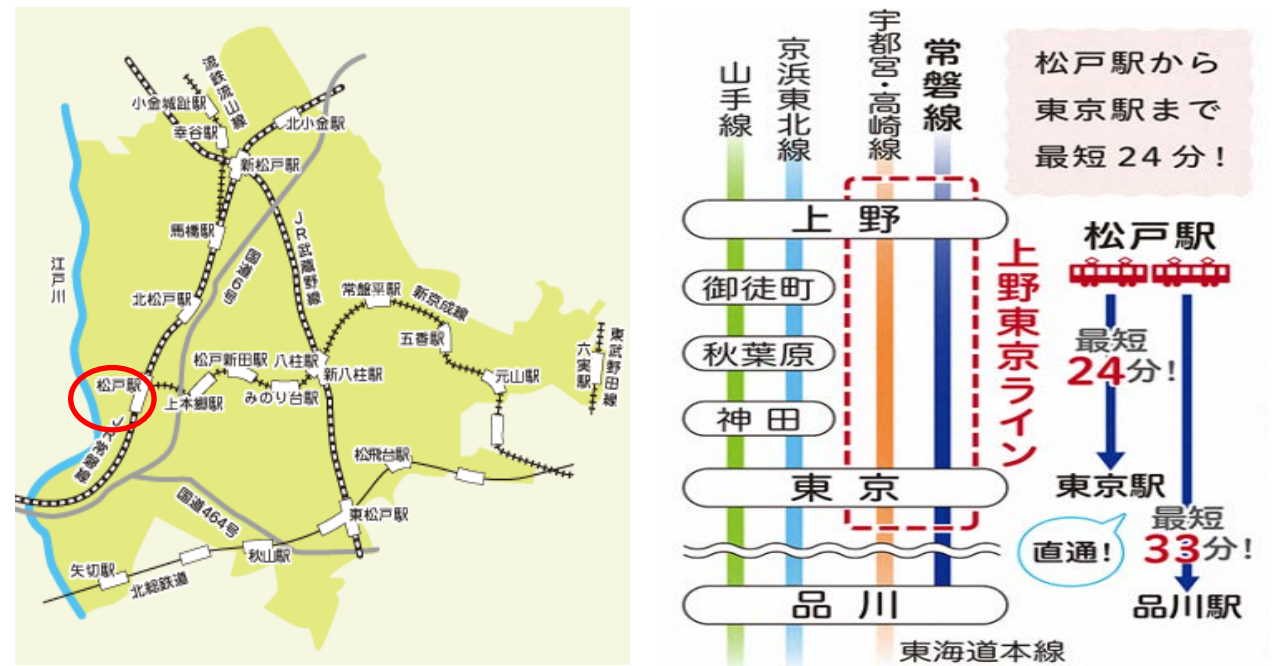 流鉄流山線
小金城趾駅
幸谷駅
北小金駅
新松戸駅
馬橋駅
JR武蔵野線
江戸川
国道6号
北松戸駅
常盤平駅
新京成線
五香駅
東武野田線
六実駅
松戸新田駅
八柱駅
新八柱駅
元山駅
松戸駅
上本郷駅
みのり台駅
JR常磐線
松飛台駅
国道464号
東松戸駅
秋山駅
矢切駅
北総鉄道
山手線
京浜東北線
宇都宮・高崎線
常磐線
松戸駅から
東京駅まで
最短24分!
上野
御徒町
秋葉原
神田
東京
品川
上野東京ライン
東海道本線
松戸駅
最短
24分!
東京駅
直通!
最短
33分!
品川駅